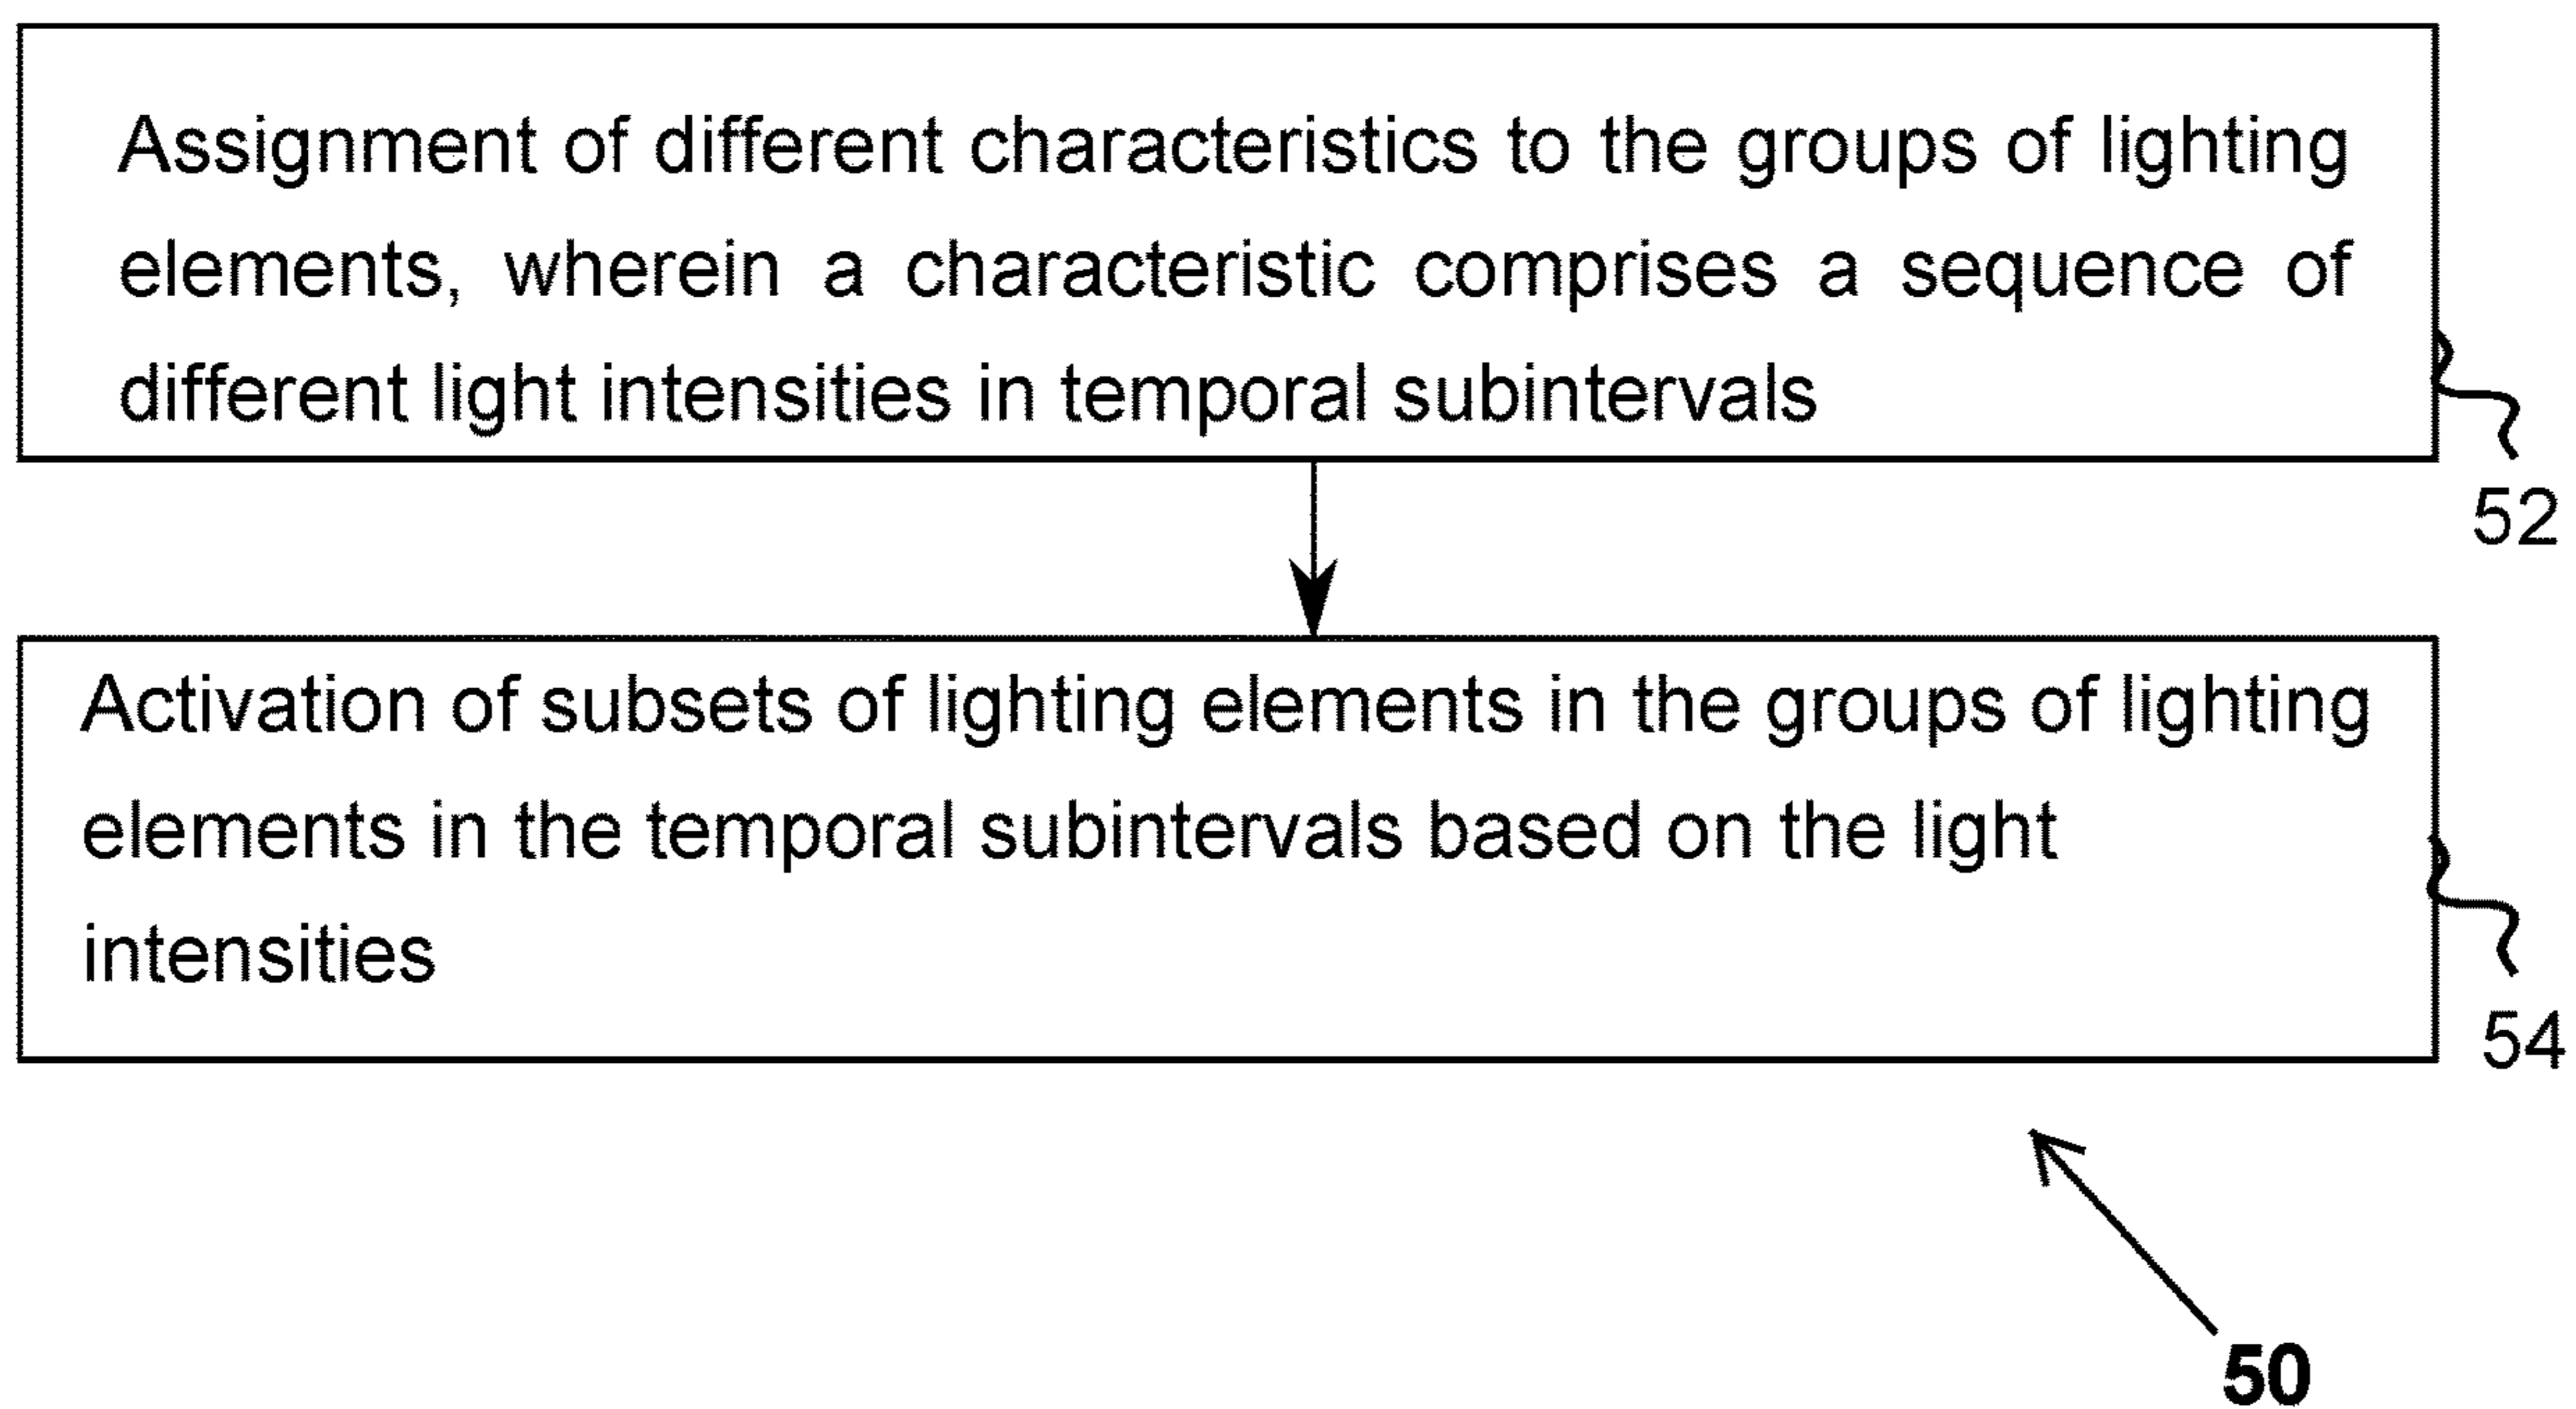 Assignment of different characteristics to the groups of lighting
elements, wherein a characteristic comprises a sequence of
different light intensities in temporal subintervals
52
Activation of subsets of lighting elements in the groups of lighting
elements in the temporal subintervals based on the light
intensities
54
50